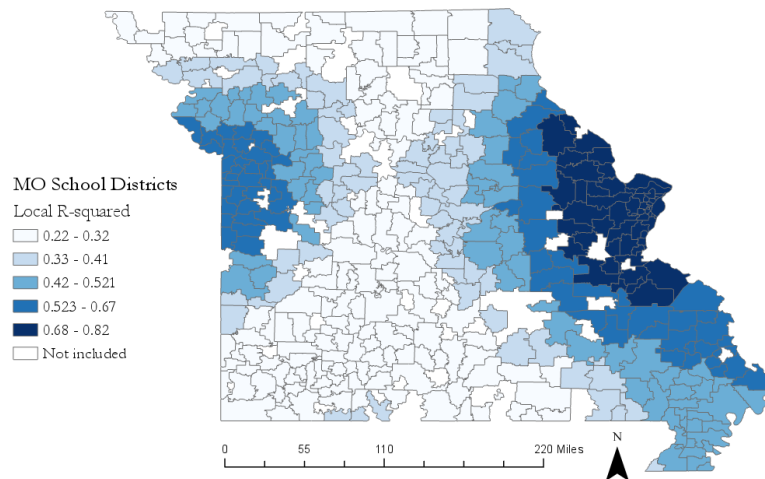 MO School Districts
Local R-squared
0.22 - 0.32
0.33 - 0.41
0.42 - 0.521
0.523 - 0.67
0.68 - 0.82
Not included
0 55 110 220 Miles
N